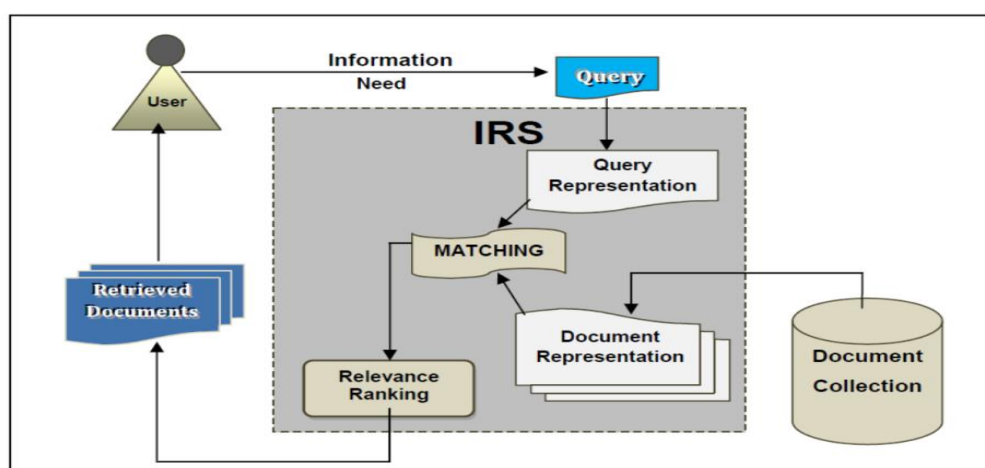 Information
Need
Query
User
IRS
Query
Representation
MATCHING
Retrieved
Documents
Document
Representation
Document
Collection
Relevance
Ranking